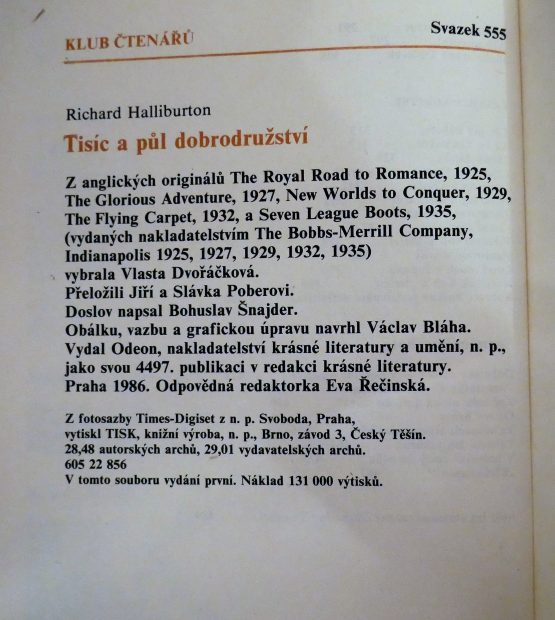 KLUB ČTENÁŘŮ
Svazek 555
Richard Halliburton
Tisíc a půl dobrodružství
Z anglických originálů The Royal Road to Romance, 1925,
The Glorious Adventure, 1927, New Worlds to Conquer, 1929,
The Flying Carpet, 1932, a Seven League Boots, 1935,
(vydaných nakladatelstvím The Bobbs-Merrill Company,
Indianapolis 1925, 1927, 1929, 1932, 1935)
vybrala Vlasta Dvořáčková.
Přeložili Jiří a Slávka Poberovi.
Doslov napsal Bohuslav Šnajder.
Obálku, vazbu a grafickou úpravu navrhl Václav Bláha.
Vydal Odeon, nakladatelství krásné literatury a umění, n. p.,
jako svou 4497. publikaci v redakci krásné literatury.
Praha 1986. Odpovědná redaktorka Eva Řečinská.
Z fotosazby Times-Digiset z n. p. Svoboda, Praha,
vytiskl TISK, knižní výroba, n. p., Brno, závod 3, Český Těšín.
28,48 autorských archů, 29,01 vydavatelských archů.
605 22 856
V tomto souboru vydání první. Náklad 131 000 výtisků.